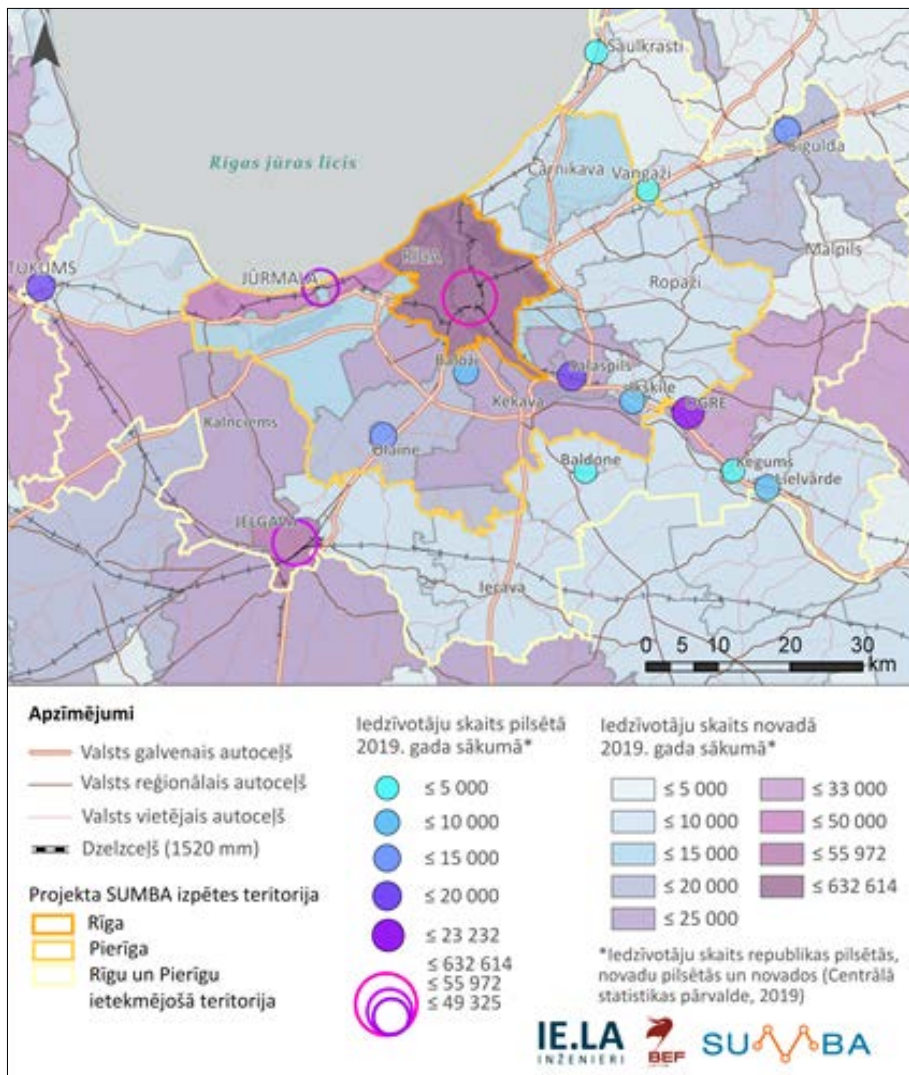 Saulkrasti
Rīgas jūras līcis
Sigulda
Carnikava
Vangaži
Mālpils
TUKUMS
JŪRMALA
RĪGA
Ropaži
Baloži
Salaspils
Ikšķile
Ķekava
OGRE
Kalnciems
Olaine
Baldone
Ķegums
Lielvārde
JELGAVA
Iecava
0 5 10 20 30
km
Apzīmējumi
Valsts galvenais autoceļš
Valsts reģionālais autoceļš
Valsts vietējais autoceļš
Dzelzceļš (1520 mm)
Projekta SUMBA izpētes teritorija
Rīga
Pierīga
Rīgu un Pierīgu
ietekmējošā teritorija
Iedzīvotāju skaits pilsētā
2019. gada sākumā*
≤ 5 000
≤ 10 000
≤ 15 000
≤ 20 000
≤ 23 232
≤ 632 614
≤ 55 972
≤ 49 325
Iedzīvotāju skaits novadā
2019. gada sākumā*
≤ 5 000
≤ 10 000
≤ 15 000
≤ 20 000
≤ 25 000
≤ 33 000
≤ 50 000
≤ 55 972
≤ 632 614
*Iedzīvotāju skaits republikas pilsētās,
novadu pilsētās un novados (Centrālā
statistikas pārvalde, 2019)
IE.LA
INŽENIERI
BEF
SUMBA